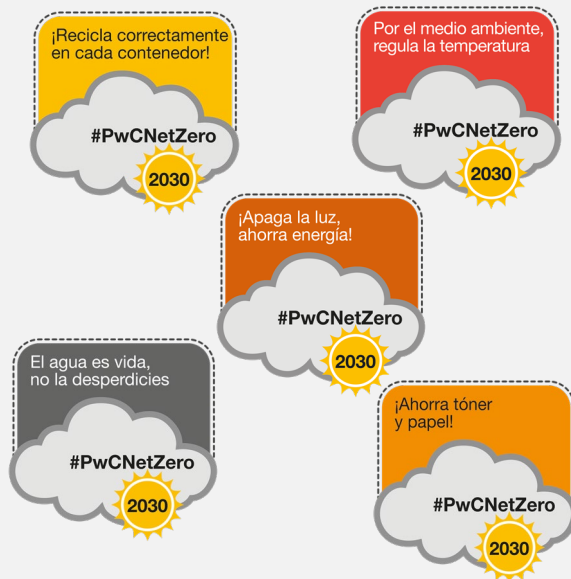 ¡Recicla correctamente
en cada contenedor!
#PwCNetZero
2030
Por el medio ambiente,
regula la temperatura
#PwCNetZero
2030
¡Apaga la luz,
ahorra energía!
#PwCNetZero
2030
El agua es vida,
no la desperdicies
#PwCNetZero
2030
¡Ahorra tóner
y papel!
#PwCNetZero
2030